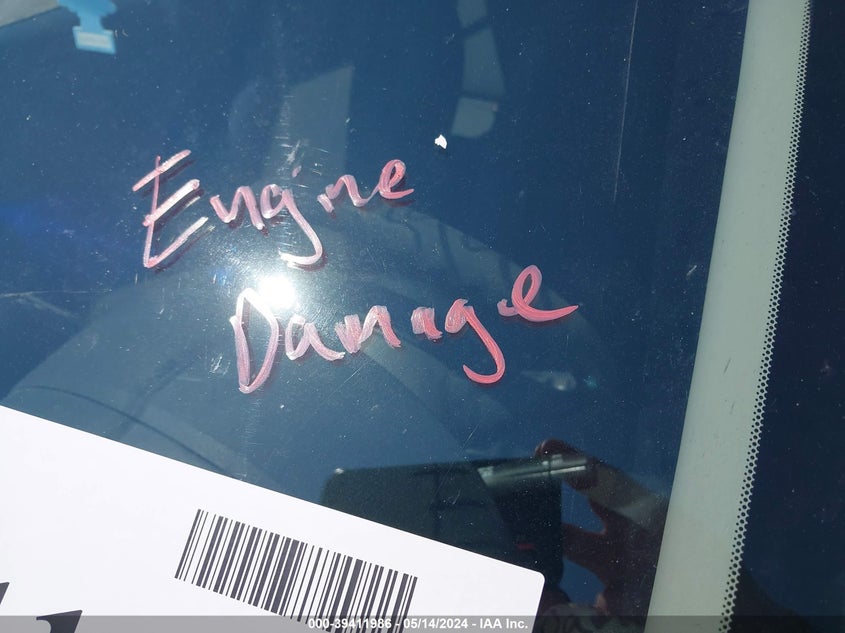 Engine
Damage
000-39411986 - 05/14/2024 - IAA Inc.